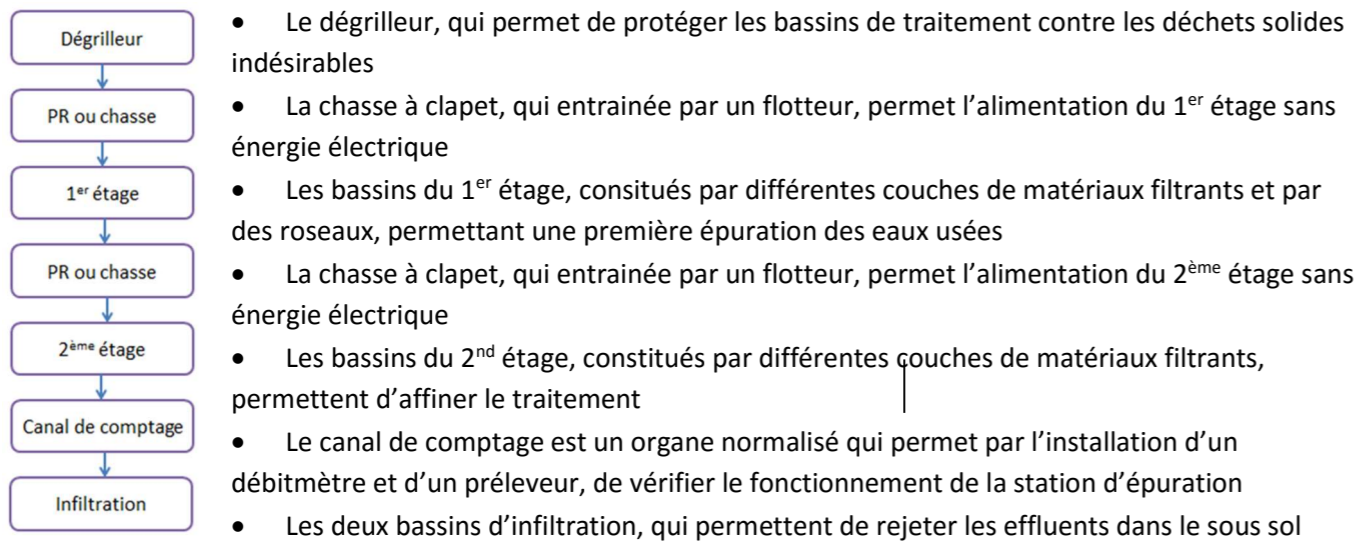 Dégrilleur
PR ou chasse
1er étage
PR ou chasse
2ème étage
Canal de comptage
Infiltration
• Le dégrilleur, qui permet de protéger les bassins de traitement contre les déchets solides
indésirables
• La chasse à clapet, qui entrainée par un flotteur, permet l’alimentation du 1er étage sans
énergie électrique
• Les bassins du 1er étage, consitués par différentes couches de matériaux filtrants et par
des roseaux, permettant une première épuration des eaux usées
• La chasse à clapet, qui entrainée par un flotteur, permet l’alimentation du 2ème étage sans
énergie électrique
• Les bassins du 2nd étage, constitués par différentes couches de matériaux filtrants,
permettent d’affiner le traitement
• Le canal de comptage est un organe normalisé qui permet par l’installation d’un
débitmètre et d’un préleveur, de vérifier le fonctionnement de la station d’épuration
• Les deux bassins d’infiltration, qui permettent de rejeter les effluents dans le sous sol